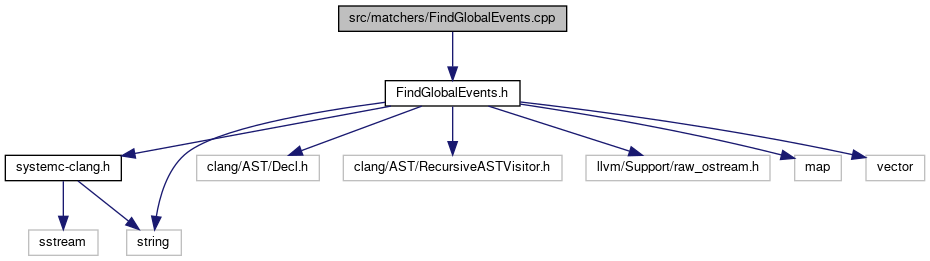 src/matchers/FindGlobalEvents.cpp
FindGlobalEvents.h
systemc-clang.h
clang/AST/Decl.h
clang/AST/RecursiveASTVisitor.h
llvm/Support/raw_ostream.h
map
vector
sstream
string